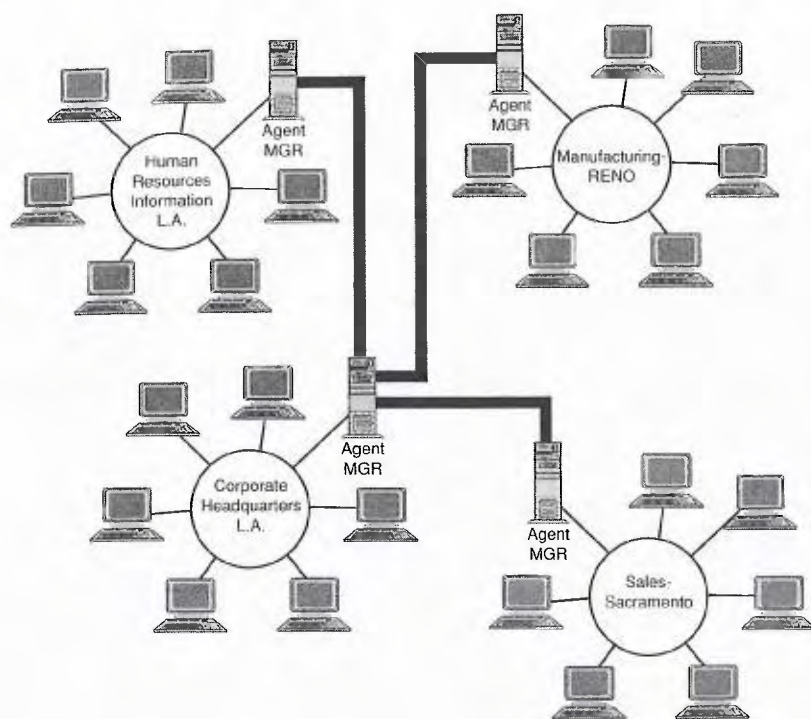 Agent
MGR
Human
Resources
Information
L.A.
Agent
MGR
Manufacturing-
RENO
Agent
MGR
Corporate
Headquarters
L.A.
Agent
MGR
Sales-
Sacramento